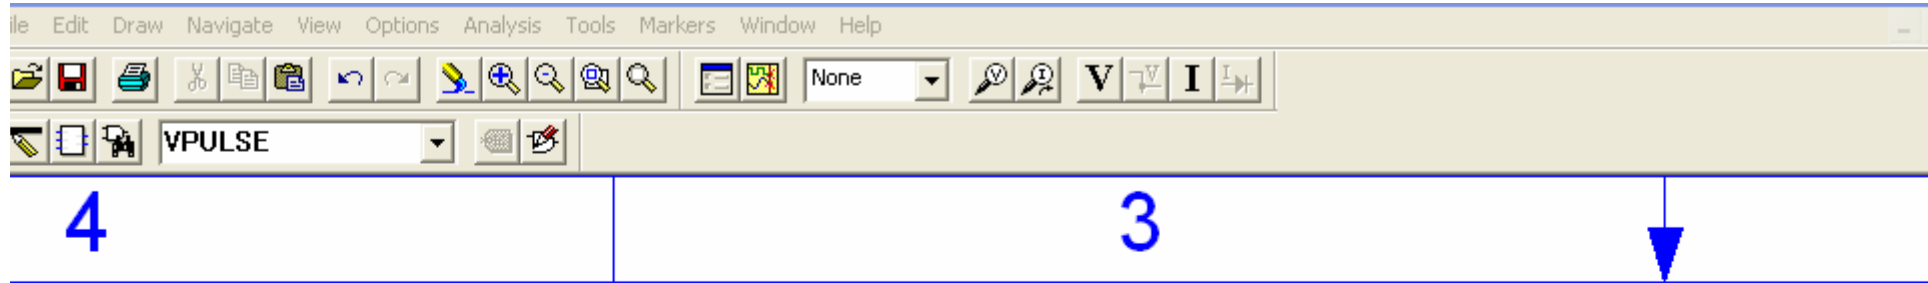 ile Edit Draw Navigate View Options Analysis Tools Markers Window Help
None V I V V I I
VPULSE
4 3